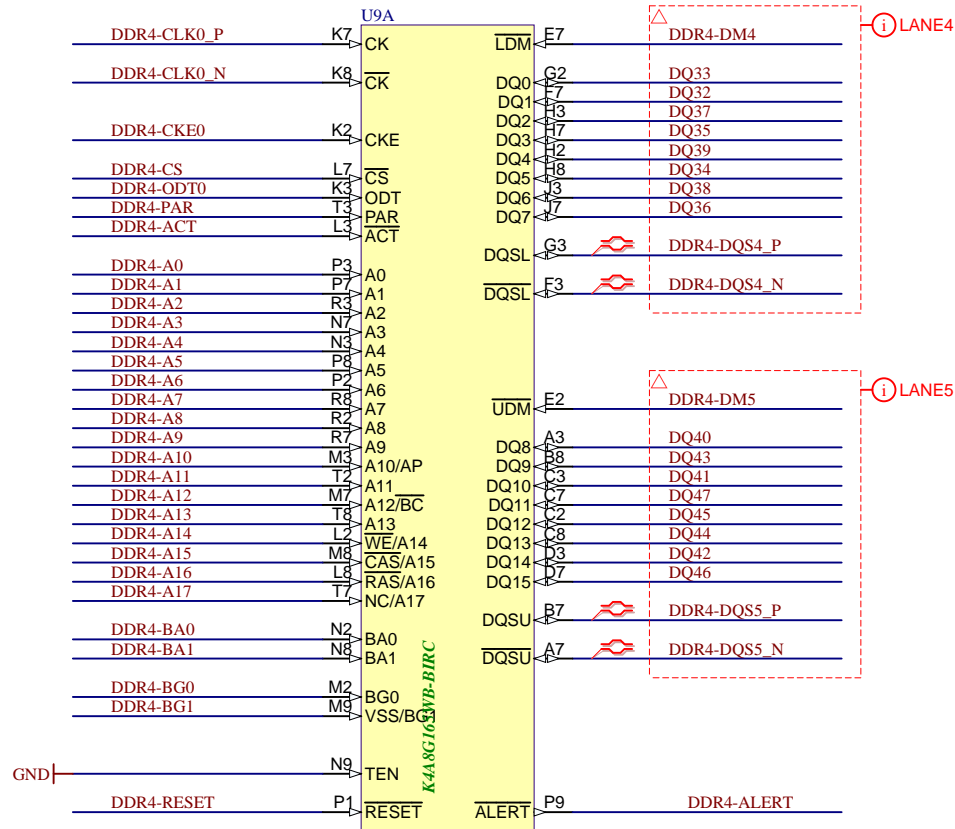 U9A
DDR4-CLK0_P K7 CK LDM E7 DDR4-DM4 LANE4
DDR4-CLK0_N K8 CK DQ0 G2 DQ33
DQ1 F7 DQ32
DQ2 H3 DQ37
DDR4-CKE0 K2 CKE DQ3 H7 DQ35
DQ4 H2 DQ39
DDR4-CS L7 CS DQ5 H8 DQ34
DDR4-ODT0 K3 ODT DQ6 J3 DQ38
DDR4-PAR T3 PAR DQ7 J7 DQ36
DDR4-ACT L3 ACT
DQSL G3 DDR4-DQS4_P
DDR4-A0 P3 A0
DDR4-A1 P7 A1 DQSL F3 DDR4-DQS4_N
DDR4-A2 R3 A2
DDR4-A3 N7 A3
DDR4-A4 N3 A4
DDR4-A5 P8 A5
DDR4-A6 P2 A6
DDR4-A7 R8 A7 UDM E2 DDR4-DM5 LANE5
DDR4-A8 R2 A8
DDR4-A9 R7 A9 DQ8 A3 DQ40
DDR4-A10 M3 A10/AP DQ9 B8 DQ43
DDR4-A11 T2 A11 DQ10 C3 DQ41
DDR4-A12 M7 A12/BC DQ11 C7 DQ47
DDR4-A13 T8 A13 DQ12 C2 DQ45
DDR4-A14 L2 WE/A14 DQ13 C8 DQ44
DDR4-A15 M8 CAS/A15 DQ14 D3 DQ42
DDR4-A16 L8 RAS/A16 DQ15 D7 DQ46
DDR4-A17 T7 NC/A17
DQSU B7 DDR4-DQS5_P
DDR4-BA0 N2 BA0
DDR4-BA1 N8 BA1 DQSU A7 DDR4-DQS5_N
DDR4-BG0 M2 BG0
DDR4-BG1 M9 VSS/BG1
K4A8G165WB-BIRC
GND N9 TEN
DDR4-RESET P1 RESET ALERT P9 DDR4-ALERT